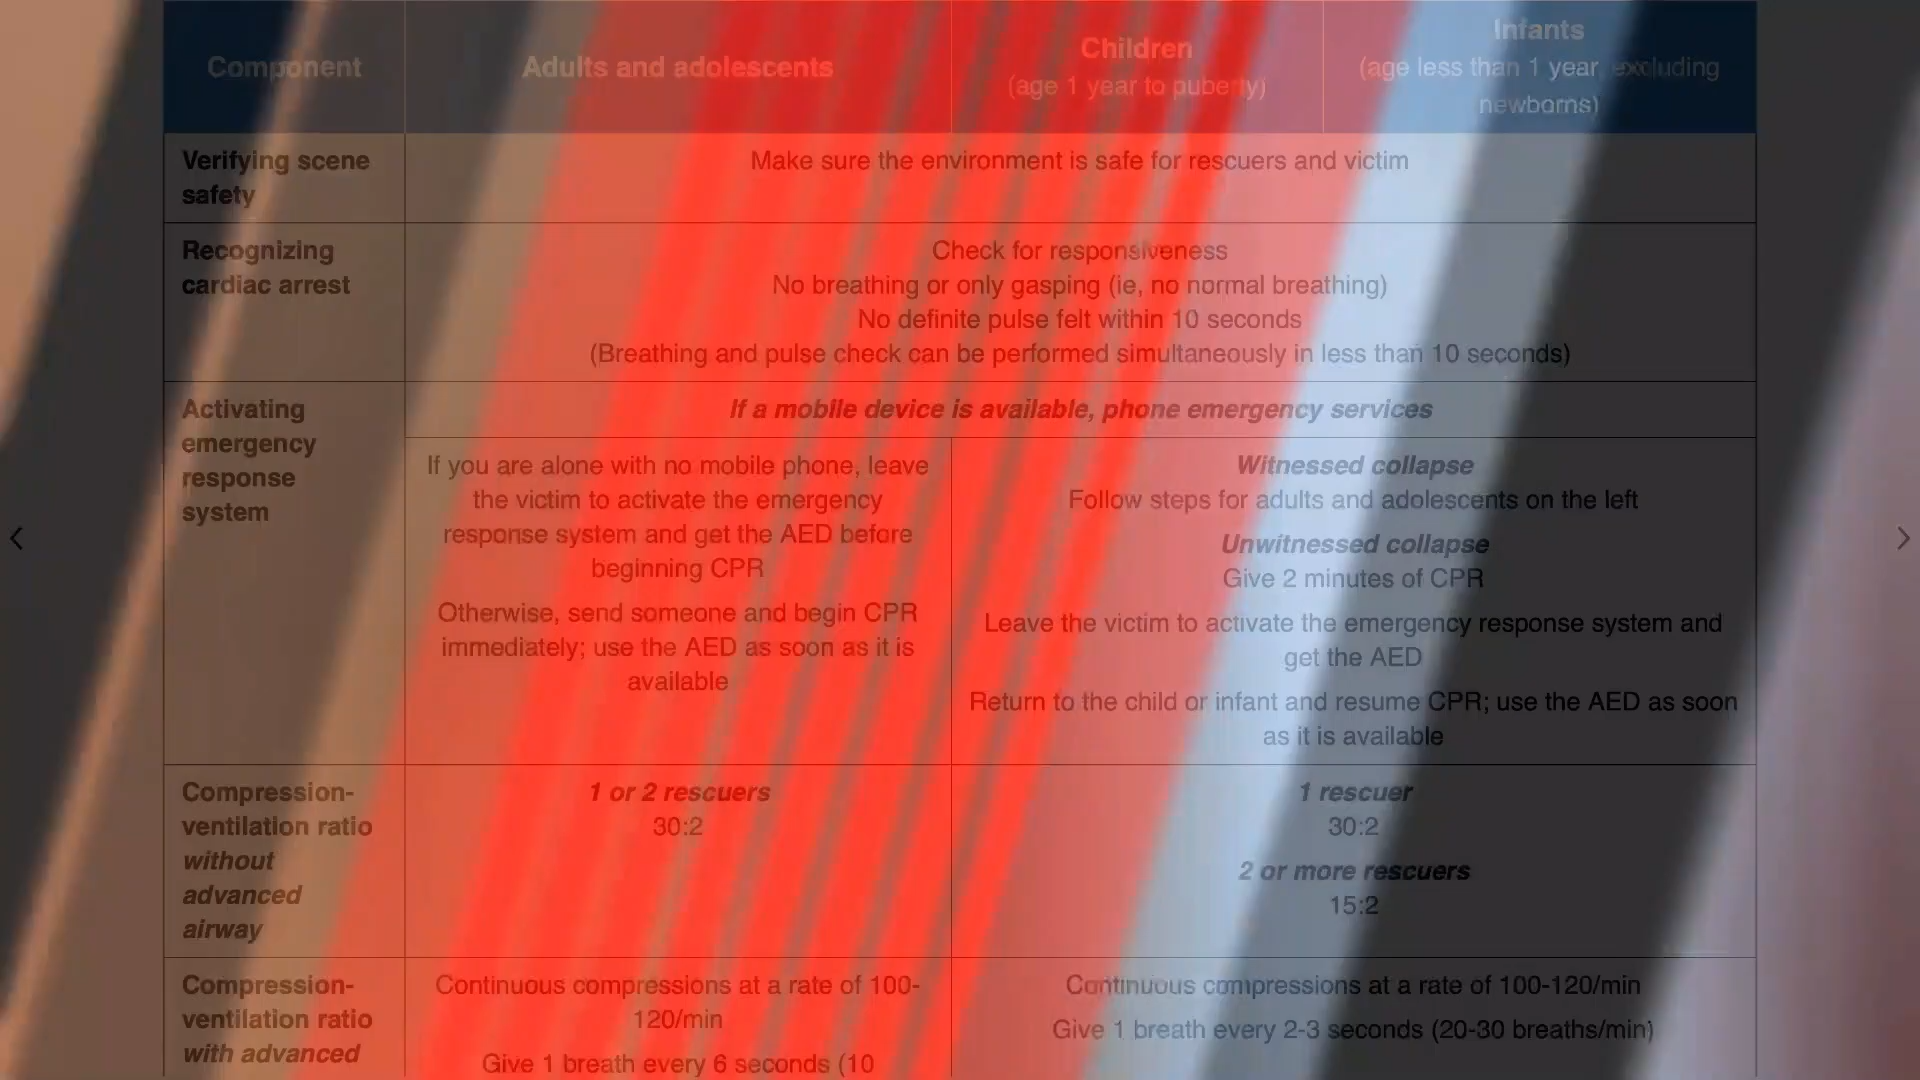 Component
Adults and adolescents
Children
(age 1 year to puberty)
Infants
(age less than 1 year, excluding
newborns)
Verifying scene
safety
Make sure the environment is safe for rescuers and victim
Recognizing
cardiac arrest
Check for responsiveness
No breathing or only gasping (ie, no normal breathing)
No definite pulse felt within 10 seconds
(Breathing and pulse check can be performed simultaneously in less than 10 seconds)
Activating
emergency
response
system
If a mobile device is available, phone emergency services
If you are alone with no mobile phone, leave
the victim to activate the emergency
response system and get the AED before
beginning CPR
Otherwise, send someone and begin CPR
immediately; use the AED as soon as it is
available
Witnessed collapse
Follow steps for adults and adolescents on the left
Unwitnessed collapse
Give 2 minutes of CPR
Leave the victim to activate the emergency response system and
get the AED
Return to the child or infant and resume CPR; use the AED as soon
as it is available
Compression-
ventilation ratio
without
advanced
airway
1 or 2 rescuers
30:2
1 rescuer
30:2
2 or more rescuers
15:2
Compression-
ventilation ratio
with advanced
Continuous compressions at a rate of 100-
120/min
Give 1 breath every 6 seconds (10
Continuous compressions at a rate of 100-120/min
Give 1 breath every 2-3 seconds (20-30 breaths/min)